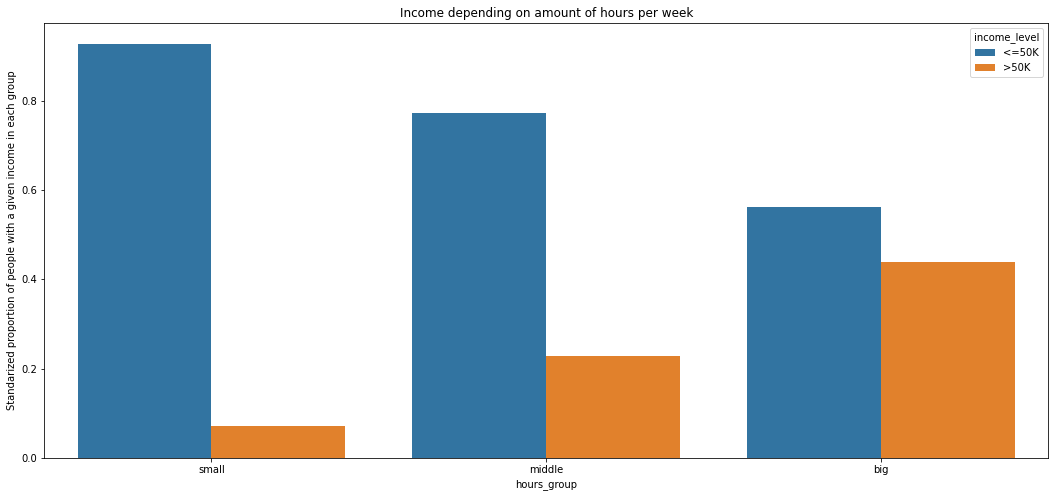 Income depending on amount of hours per week
Standarized proportion of people with a given income in each group
0.8
0.6
0.4
0.2
0.0
income_level
<=50K
>50K
small
middle
big
hours_group